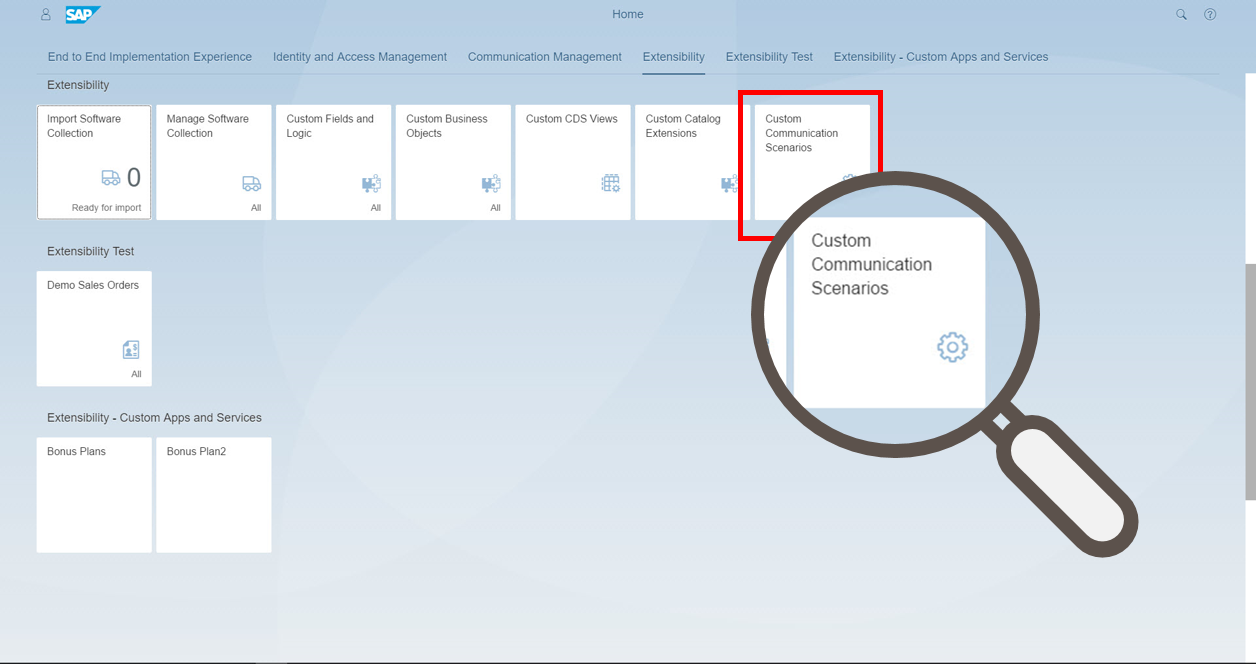 SAP
Home
End to End Implementation Experience
Identity and Access Management
Communication Management
Extensibility
Extensibility Test
Extensibility - Custom Apps and Services
Extensibility
Import Software
Collection
0
Ready for import
Manage Software
Collection
All
Custom Fields and
Logic
All
Custom Business
Objects
All
Custom CDS Views
Custom Catalog
Extensions
Custom
Communication
Scenarios
Custom
Communication
Scenarios
Extensibility Test
Demo Sales Orders
All
Extensibility - Custom Apps and Services
Bonus Plans
Bonus Plan2